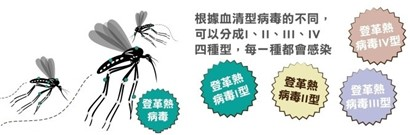 根據血清型病毒的不同，
可以分成I、II、III、IV
四種型，每一種都會感染
登革熱
病毒IV型
登革熱
病毒
登革熱
病毒I型
登革熱
病毒II型
登革熱
病毒III型